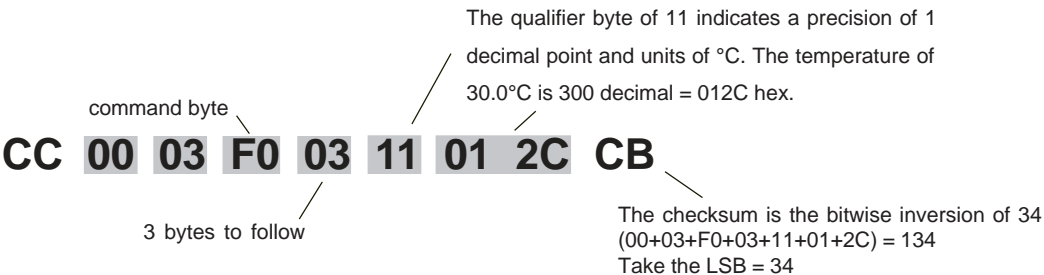 The qualifier byte of 11 indicates a precision of 1
decimal point and units of °C. The temperature of
30.0°C is 300 decimal = 012C hex.
command byte
CC 00 03 F0 03 11 01 2C CB
3 bytes to follow
The checksum is the bitwise inversion of 34
(00+03+F0+03+11+01+2C) = 134
Take the LSB = 34